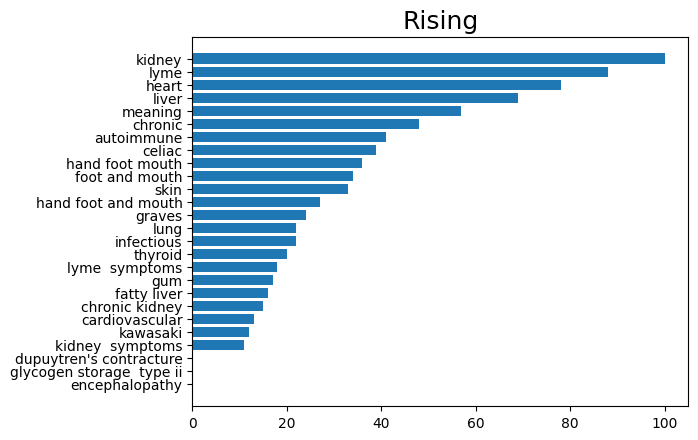 Rising
kidney
lyme
heart
liver
meaning
chronic
autoimmune
celiac
hand foot mouth
foot and mouth
skin
hand foot and mouth
graves
lung
infectious
thyroid
lyme  symptoms
gum
fatty liver
chronic kidney
cardiovascular
kawasaki
kidney  symptoms
dupuytren's contracture
glycogen storage  type ii
encephalopathy
0 20 40 60 80 100